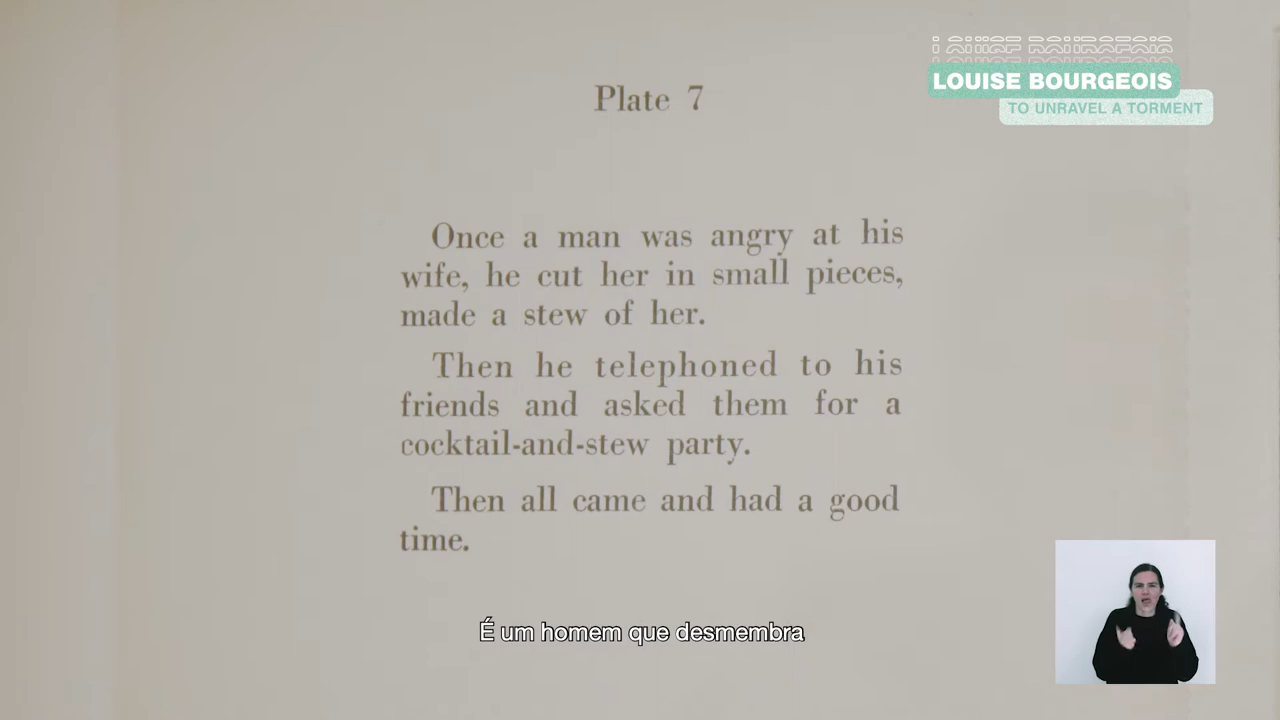 LOUISE BOURGEOIS
LOUISE BOURGEOIS
TO UNRAVEL A TORMENT
Plate 7
Once a man was angry at his
wife, he cut her in small pieces,
made a stew of her.
Then he telephoned to his
friends and asked them for a
cocktail-and-stew party.
Then all came and had a good
time.
É um homem que desmembra